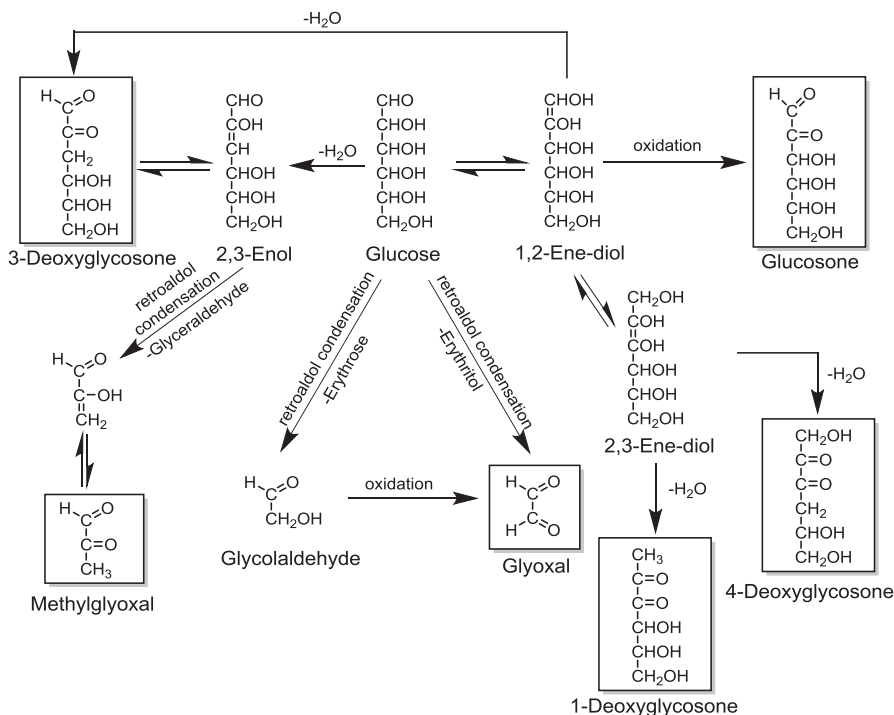 -H₂O
H C O
C=O
CH₂
CHOH
CHOH
CH₂OH
3-Deoxyglycosone
CHO
COH
CH
CHOH
CHOH
CH₂OH
2,3-Enol
-H₂O
CHO
CHOH
CHOH
CHOH
CHOH
CH₂OH
Glucose
CHOH
COH
CHOH
CHOH
CHOH
CH₂OH
1,2-Ene-diol
oxidation
H C O
C=O
CHOH
CHOH
CHOH
CH₂OH
Glucosone
retroaldol
condensation
-Glyceraldehyde
H C O
C-OH
CH₂
H C O
C=O
CH₃
Methylglyoxal
retroaldol condensation
-Erythrose
H C O
CH₂OH
Glycolaldehyde
oxidation
retroaldol condensation
-Erythritol
H C O
H C O
Glyoxal
CH₂OH
COH
COH
CHOH
CHOH
CH₂OH
2,3-Ene-diol
-H₂O
CH₃
C=O
C=O
CHOH
CHOH
CH₂OH
1-Deoxyglycosone
-H₂O
CH₂OH
C=O
C=O
CH₂
CHOH
CH₂OH
4-Deoxyglycosone